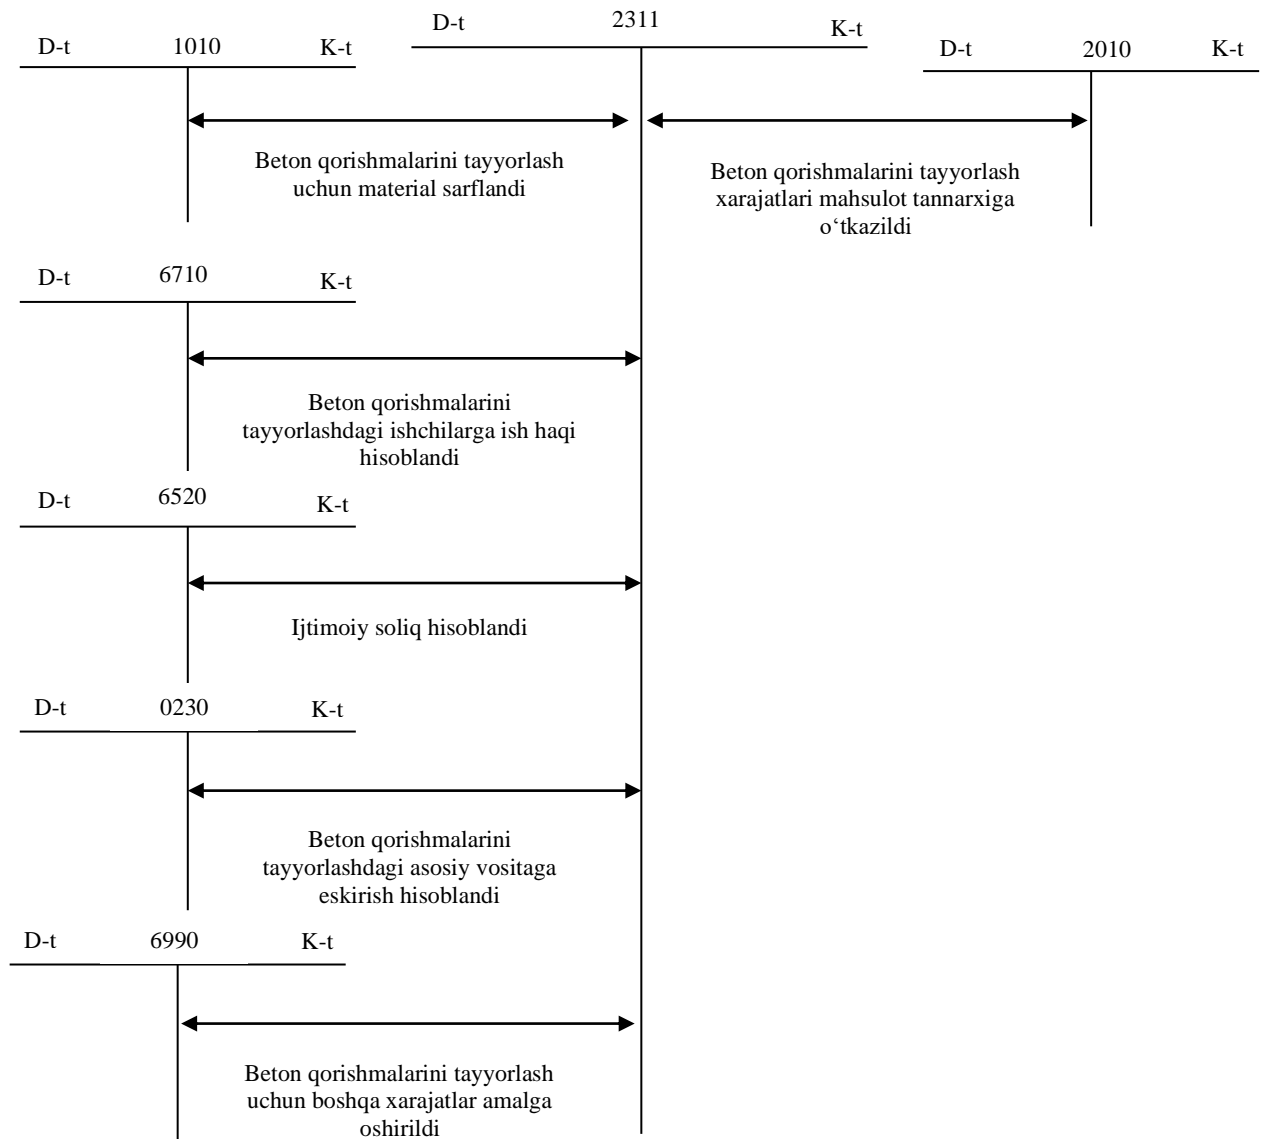 D-t 1010 K-t
D-t 2311 K-t
D-t 2010 K-t
Beton qorishmalarini tayyorlash
uchun material sarflandi
Beton qorishmalarini tayyorlash
xarajatlari mahsulot tannarxiga
o‘tkazildi
D-t 6710 K-t
Beton qorishmalarini
tayyorlashdagi ishchilarga ish haqi
hisoblandi
D-t 6520 K-t
Ijtimoiy soliq hisoblandi
D-t 0230 K-t
Beton qorishmalarini
tayyorlashdagi asosiy vositaga
eskirish hisoblandi
D-t 6990 K-t
Beton qorishmalarini tayyorlash
uchun boshqa xarajatlar amalga
oshirildi